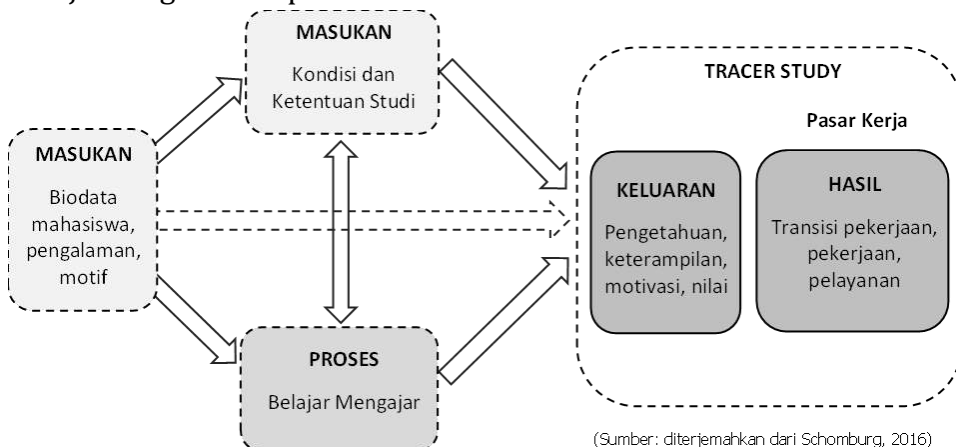 MASUKAN
Kondisi dan
Ketentuan Studi
MASUKAN
Biodata
mahasiswa,
pengalaman,
motif
PROSES
Belajar Mengajar
TRACER STUDY
Pasar Kerja
KELUARAN
Pengetahuan,
keterampilan,
motivasi, nilai
HASIL
Transisi pekerjaan,
pekerjaan,
pelayanan
(Sumber: diterjemahkan dari Schomburg, 2016)